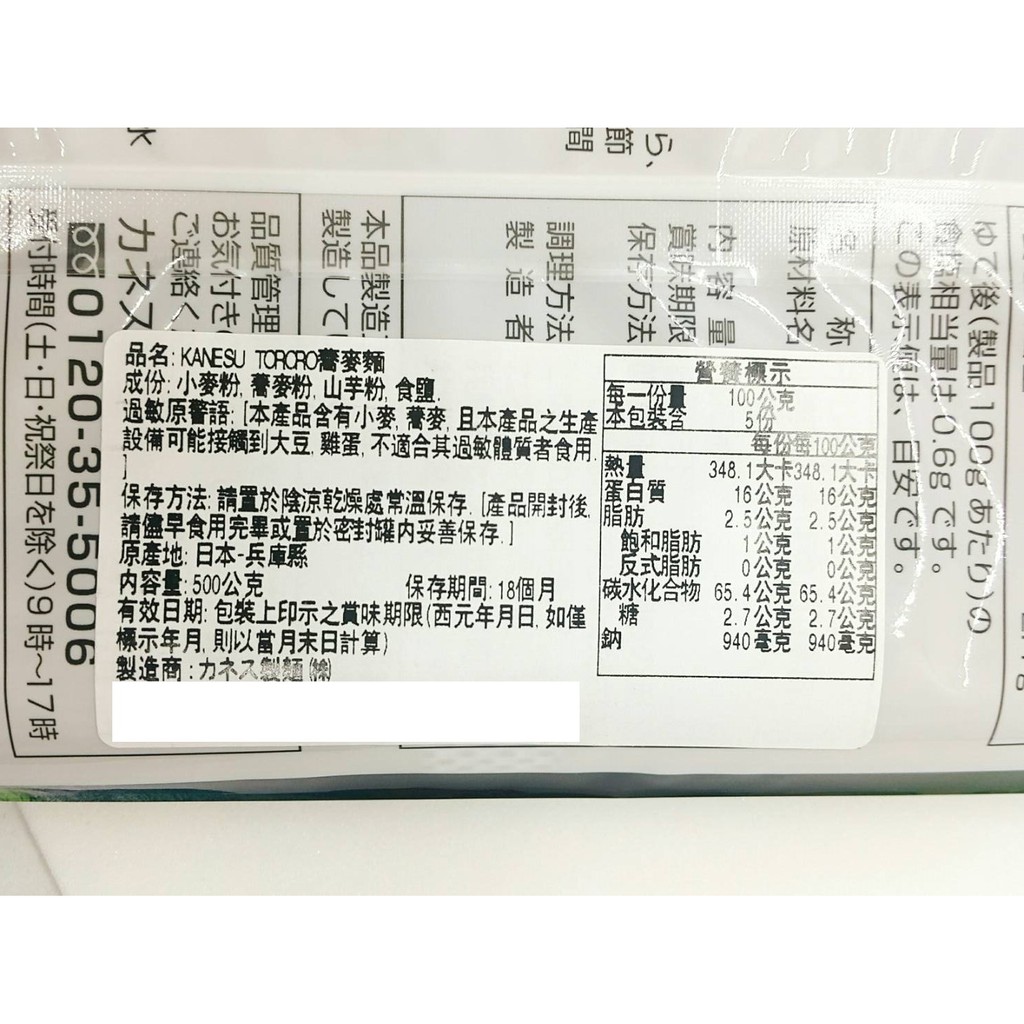 品名: KANESU TORORO蕎麥麵
成份: 小麥粉, 蕎麥粉, 山芋粉, 食鹽.
過敏原警語: [本產品含有小麥, 蕎麥, 且本產品之生產
設備可能接觸到大豆, 雞蛋, 不適合其過敏體質者食用.
]
保存方法: 請置於陰涼乾燥處常溫保存. [產品開封後,
請儘早食用完畢或置於密封罐內妥善保存.]
原產地: 日本-兵庫縣
內容量: 500公克 保存期間: 18個月
有效日期: 包裝上印示之賞味期限(西元年月日, 如僅
標示年月, 則以當月末日計算)
製造商: カネス製麵㈱
營養標示
每一份量 100公克
本包裝含 5份
每份 每100公克
熱量 348.1大卡 348.1大卡
蛋白質 16公克 16公克
脂肪 2.5公克 2.5公克
飽和脂肪 1公克 1公克
反式脂肪 0公克 0公克
碳水化合物 65.4公克 65.4公克
糖 2.7公克 2.7公克
鈉 940毫克 940毫克
ゆで後(製品100gあたり)の
食塩相当量は0.6gです。
この表示値は、目安です。
名称
原材料名
内容量
賞味期限
保存方法
調理方法
製造者
本品製造
製造して
品質管理
お気付き
ご連絡く
カネス
0120-35-5006
受付時間(土・日・祝祭日を除く)9時~17時
ら、
節
間